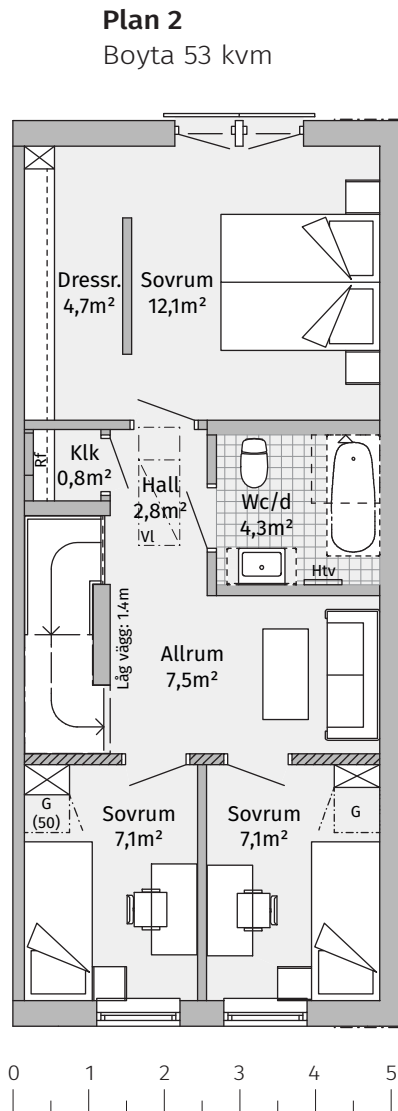 Plan 2
Boyta 53 kvm
Dressr.
4,7m²
Sovrum
12,1m²
Rf
Klk
0,8m²
Hall
2,8m²
Vl
Wc/d
4,3m²
Htv
Låg vägg: 1.4m
Allrum
7,5m²
G
(50)
Sovrum
7,1m²
Sovrum
7,1m²
G
0 1 2 3 4 5